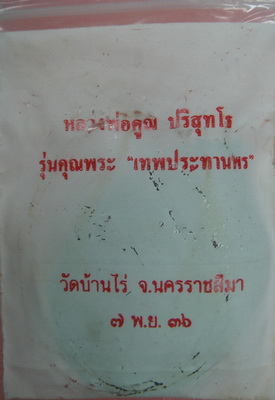 หลวงพ่อคูณ ปริสุทโธ
รุ่นคุณพระ "เทพประทานพร"
วัดบ้านไร่ จ.นครราชสีมา
๗ พ.ย. ๓๖